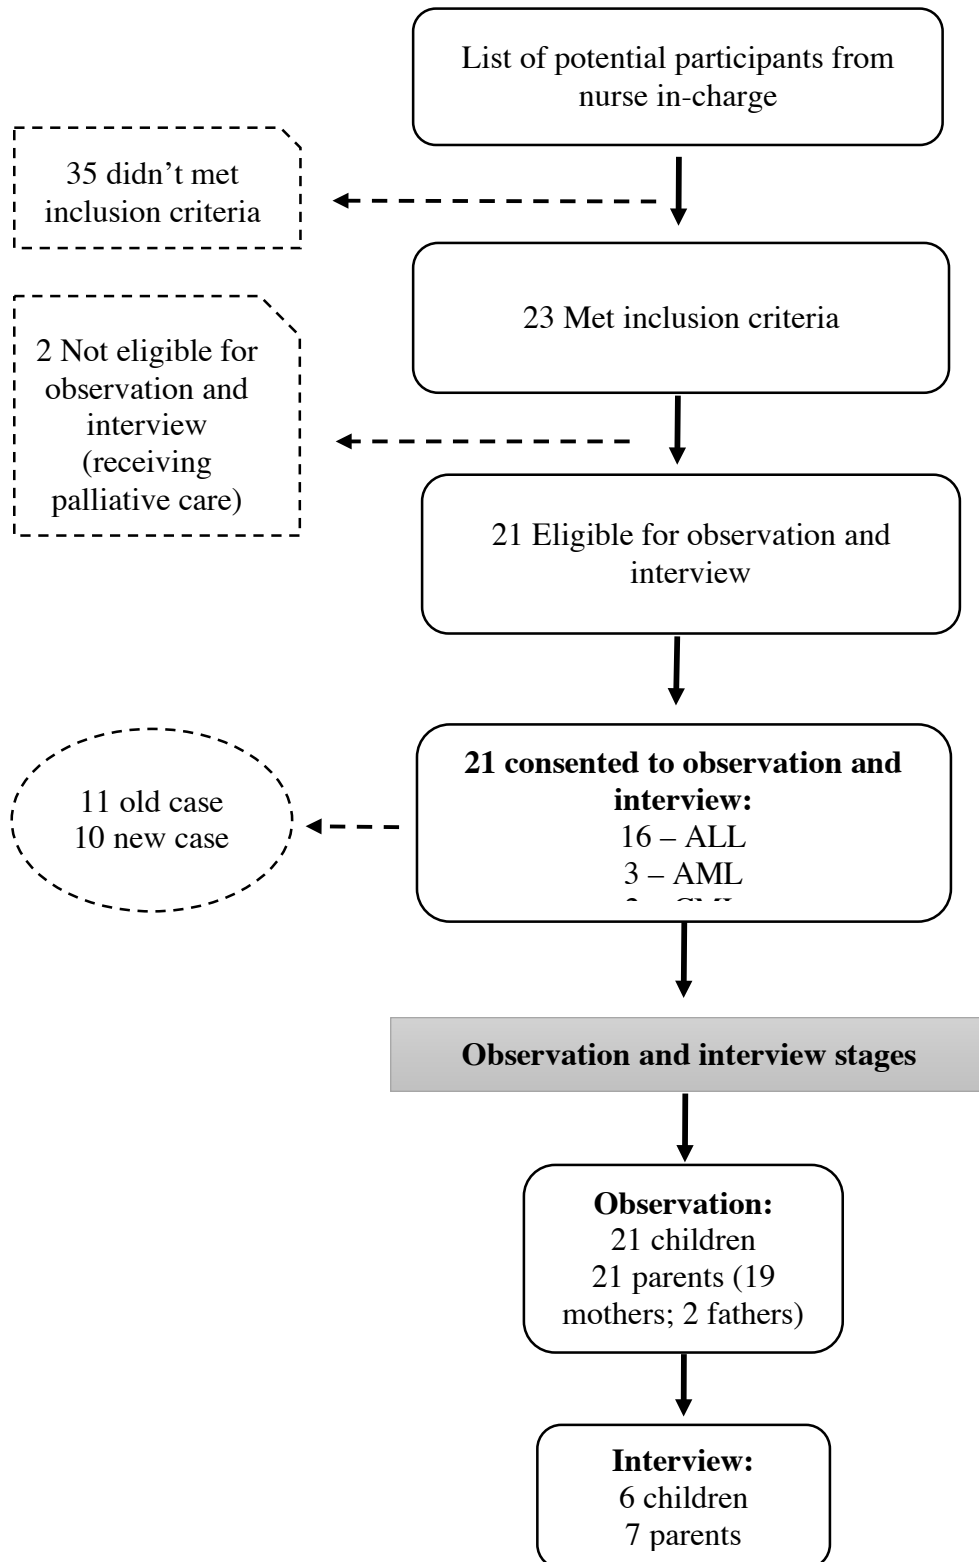 List of potential participants from
nurse in-charge
35 didn’t met
inclusion criteria
23 Met inclusion criteria
2 Not eligible for
observation and
interview
(receiving
palliative care)
21 Eligible for observation and
interview
21 consented to observation and
interview:
16 – ALL
3 – AML
11 old case
10 new case
Observation and interview stages
Observation:
21 children
21 parents (19
mothers; 2 fathers)
Interview:
6 children
7 parents